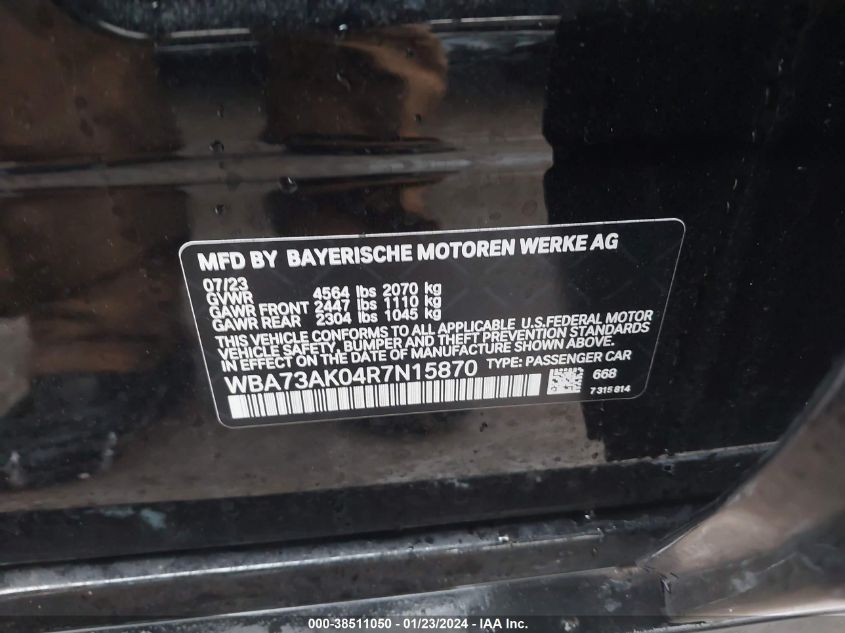 MFD BY BAYERISCHE MOTOREN WERKE AG
07/23
GVWR 4564 lbs 2070 kg
GAWR FRONT 2447 lbs 1110 kg
GAWR REAR 2304 lbs 1045 kg
THIS VEHICLE CONFORMS TO ALL APPLICABLE U.S.FEDERAL MOTOR
VEHICLE SAFETY, BUMPER AND THEFT PREVENTION STANDARDS
IN EFFECT ON THE DATE OF MANUFACTURE SHOWN ABOVE.
WBA73AK04R7N15870 TYPE: PASSENGER CAR
668
7315814
000-38511050 - 01/23/2024 - IAA Inc.